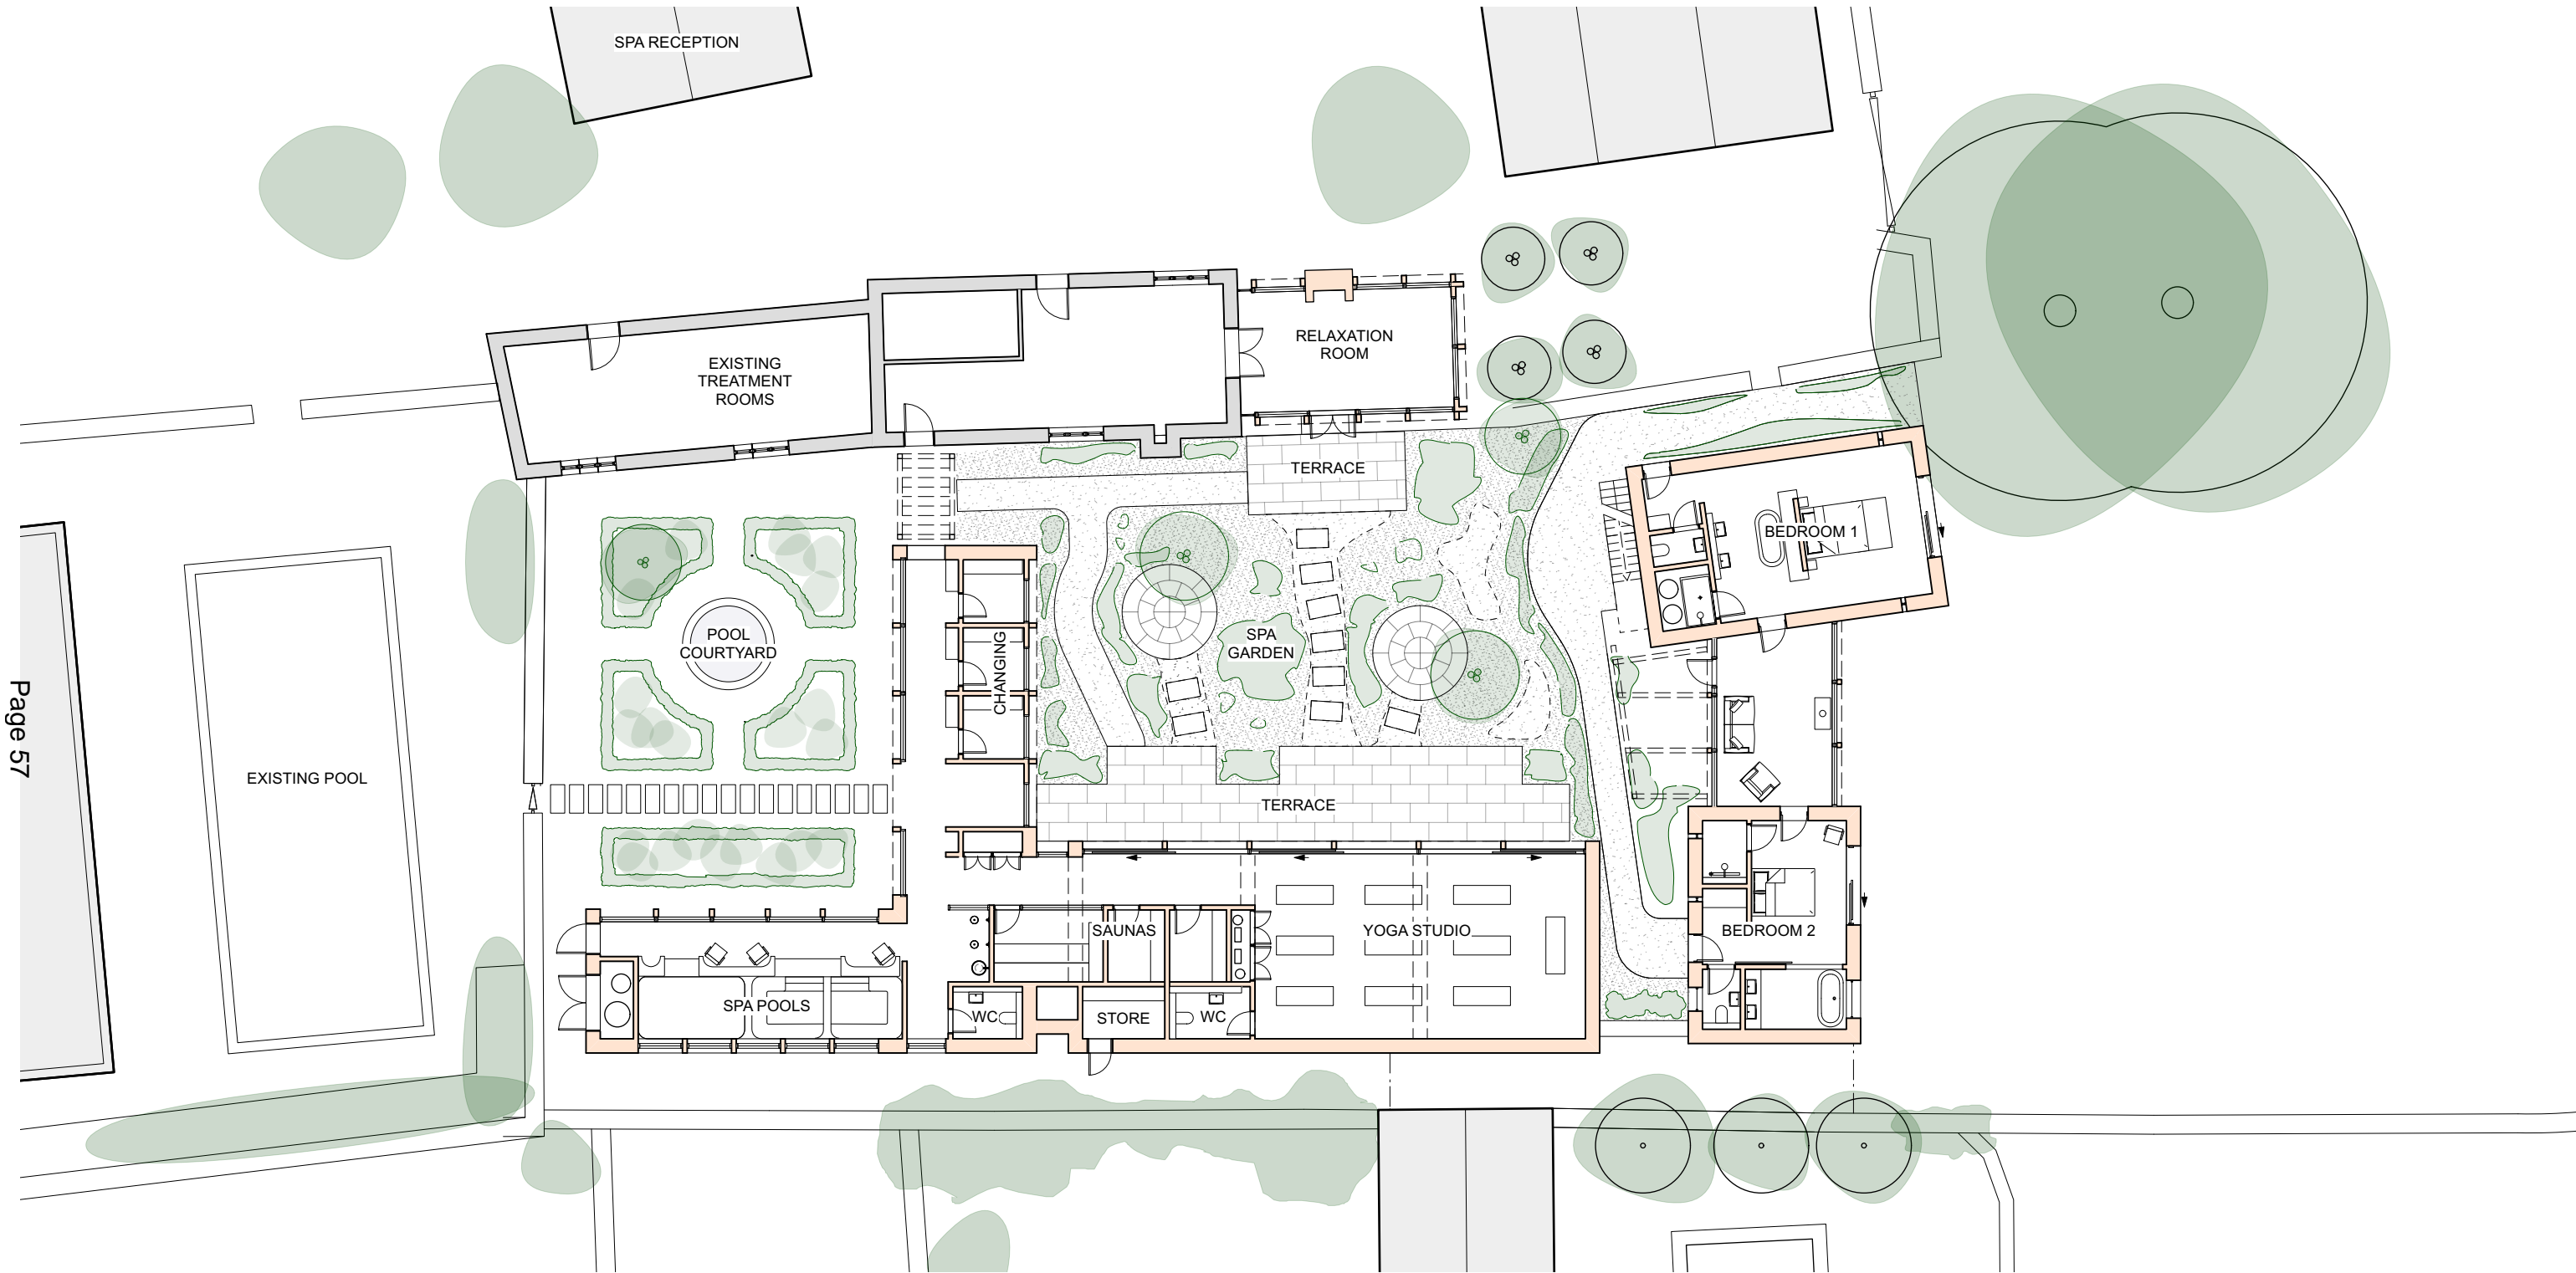 SPA RECEPTION
RELAXATION
ROOM
EXISTING
TREATMENT
ROOMS
TERRACE
BEDROOM 1
POOL
COURTYARD
CHANGING
SPA
GARDEN
Page 57
EXISTING POOL
TERRACE
SAUNAS
YOGA STUDIO
BEDROOM 2
SPA POOLS
WC
STORE
WC